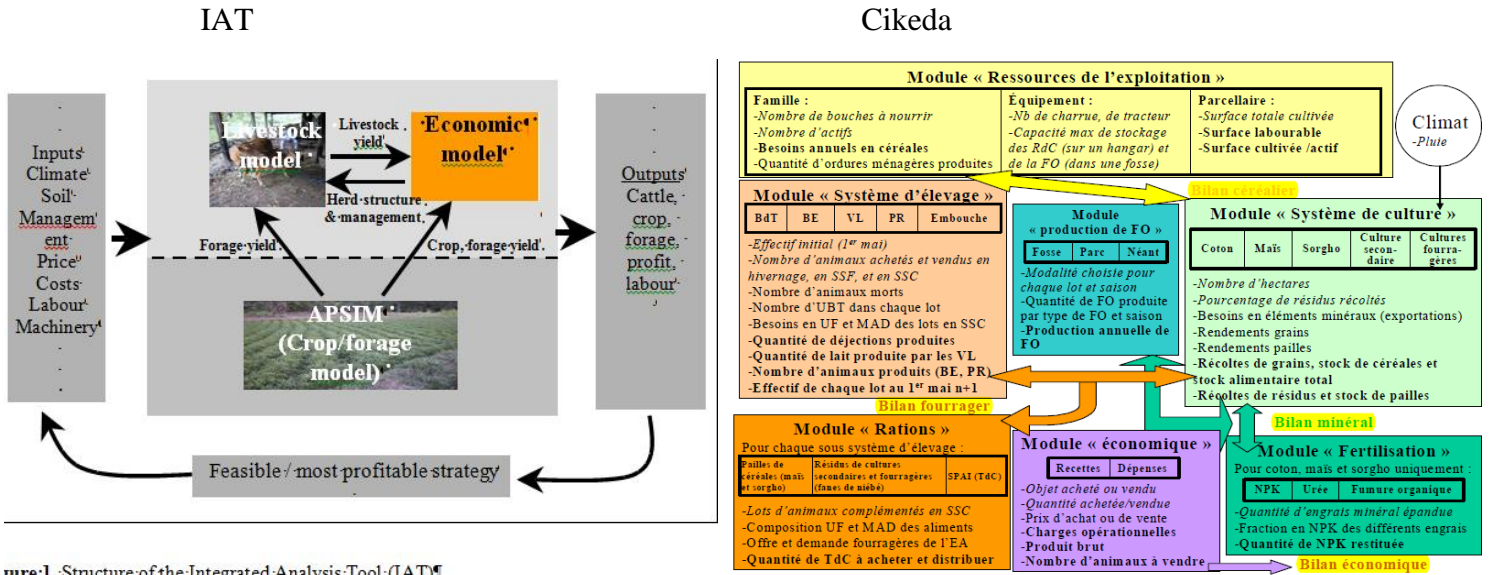 IAT
Cikeda
Inputs
Climate
Soil
Managem
ent
Price
Costs
Labour
Machinery
Livestock
model
Livestock
yield
Economic
model
Herd structure
& management
Forage yield
Crop, forage yield
APSIM
(Crop/forage
model)
Outputs
Cattle,
crop,
forage,
profit,
labour
Feasible / most profitable strategy
Structure of the Integrated Analysis Tool (IAT)
Module « Ressources de l'exploitation »
Famille :
-Nombre de bouches à nourrir
-Nombre d'actifs
-Besoins annuels en céréales
-Quantité d'ordures ménagères produites
Équipement :
-Nb de charrue, de tracteur
-Capacité max de stockage
des RdC (sur un hangar) et
de la FO (dans une fosse)
Parcellaire :
-Surface totale cultivée
-Surface labourable
-Surface cultivée /actif
Climat
-Pluie
Bilan céréalier
Module « Système d'élevage »
BdT BE VL PR Embouche
-Effectif initial (1er mai)
-Nombre d'animaux achetés et vendus en
hivernage, en SSF, et en SSC
-Nombre d'animaux morts
-Nombre d'UBT dans chaque lot
-Besoins en UF et MAD des lots en SSC
-Quantité de déjections produites
-Quantité de lait produite par les VL
-Nombre d'animaux produits (BE, PR)
-Effectif de chaque lot au 1er mai n+1
Module
« production de FO »
Fosse Parc Néant
-Modalité choisie pour
chaque lot et saison
-Quantité de FO produite
par type de FO et saison
-Production annuelle de
FO
Module « Système de culture »
Coton Maïs Sorgho Culture secon-daire Cultures fourra-gères
-Nombre d'hectares
-Pourcentage de résidus récoltés
-Besoins en éléments minéraux (exportations)
-Rendements grains
-Rendements pailles
-Récoltes de grains, stock de céréales et
stock alimentaire total
-Récoltes de résidus et stock de pailles
Bilan fourrager
Bilan minéral
Module « Rations »
Pour chaque sous système d'élevage :
Pailles de
céréales (maïs
et sorgho)
Résidus de cultures
secondaires et fourragères
(fanes de niébé)
SPAI (TdC)
-Lots d'animaux complémentés en SSC
-Composition UF et MAD des aliments
-Offre et demande fourragères de l'EA
-Quantité de TdC à acheter et distribuer
Module « économique »
Recettes Dépenses
-Objet acheté ou vendu
-Quantité achetée/vendue
-Prix d'achat ou de vente
-Charges opérationnelles
-Produit brut
-Nombre d'animaux à vendre
Module « Fertilisation »
Pour coton, maïs et sorgho uniquement :
NPK Urée Fumure organique
-Quantité d'engrais minéral épandue
-Fraction en NPK des différents engrais
-Quantité de NPK restituée
Bilan économique